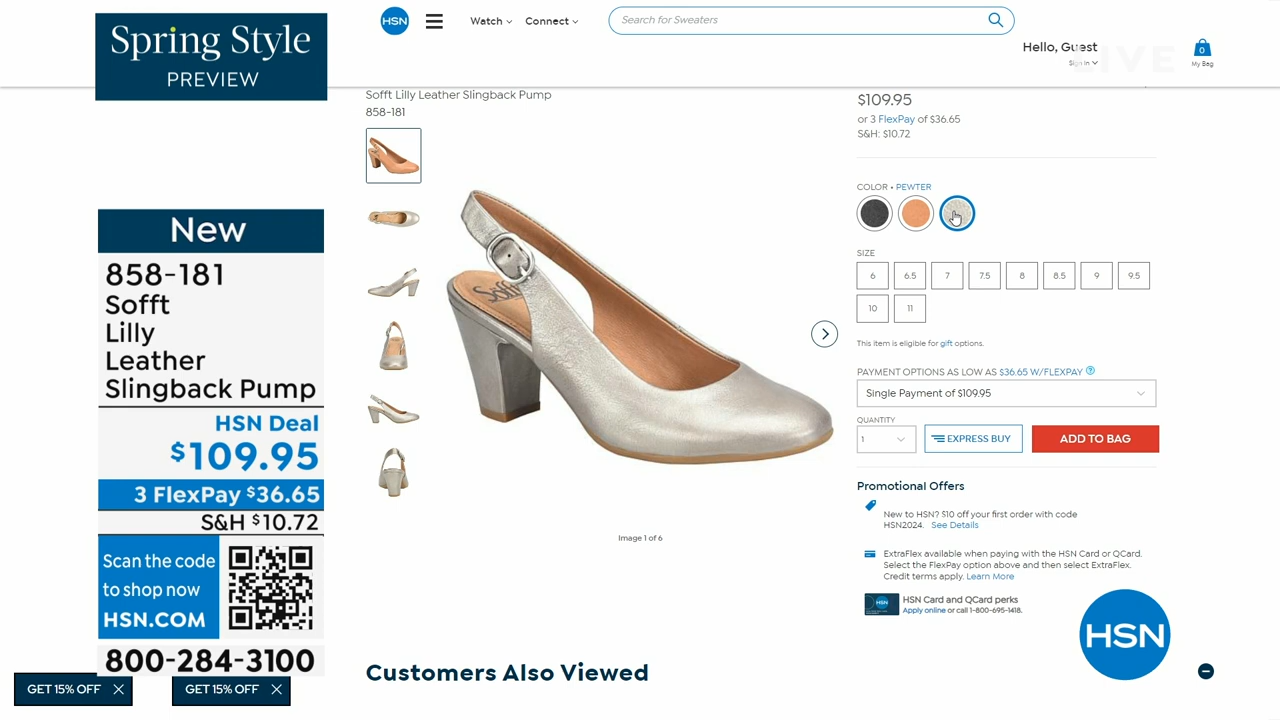 Spring Style
PREVIEW
HSN
Watch
Connect
Search for Sweaters
Hello, Guest
Sign In
LIVE
0
My Bag
New
858-181
Sofft
Lilly
Leather
Slingback Pump
HSN Deal
$109.95
3 FlexPay $36.65
S&H $10.72
Scan the code
to shop now
HSN.COM
800-284-3100
GET 15% OFF
GET 15% OFF
Sofft Lilly Leather Slingback Pump
858-181
Sofft
Image 1 of 6
$109.95
or 3 FlexPay of $36.65
S&H: $10.72
COLOR • PEWTER
SIZE
6 6.5 7 7.5 8 8.5 9 9.5
10 11
This item is eligible for gift options.
PAYMENT OPTIONS AS LOW AS $36.65 W/FLEXPAY ?
Single Payment of $109.95
QUANTITY
1
EXPRESS BUY
ADD TO BAG
Promotional Offers
New to HSN? $10 off your first order with code
HSN2024. See Details
ExtraFlex available when paying with the HSN Card or QCard.
Select the FlexPay option above and then select ExtraFlex.
Credit terms apply. Learn More
HSN
HSN Card and QCard perks
Apply online or call 1-800-695-1418.
HSN
Customers Also Viewed